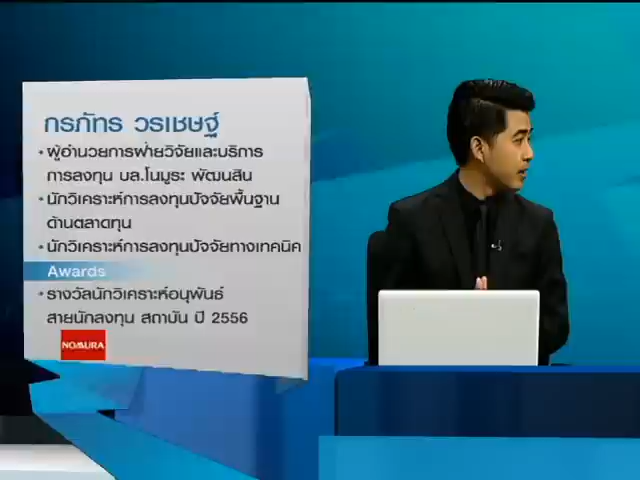 กรภัทร วรเชษฐ์
•ผู้อำนวยการฝ่ายวิจัยและบริการ
การลงทุน บล.โนมูระ พัฒนสิน
•นักวิเคราะห์การลงทุนปัจจัยพื้นฐาน
ด้านตลาดทุน
•นักวิเคราะห์การลงทุนปัจจัยทางเทคนิค
Awards
•รางวัลนักวิเคราะห์อนุพันธ์
สายนักลงทุน สถาบัน ปี 2556
NOMURA